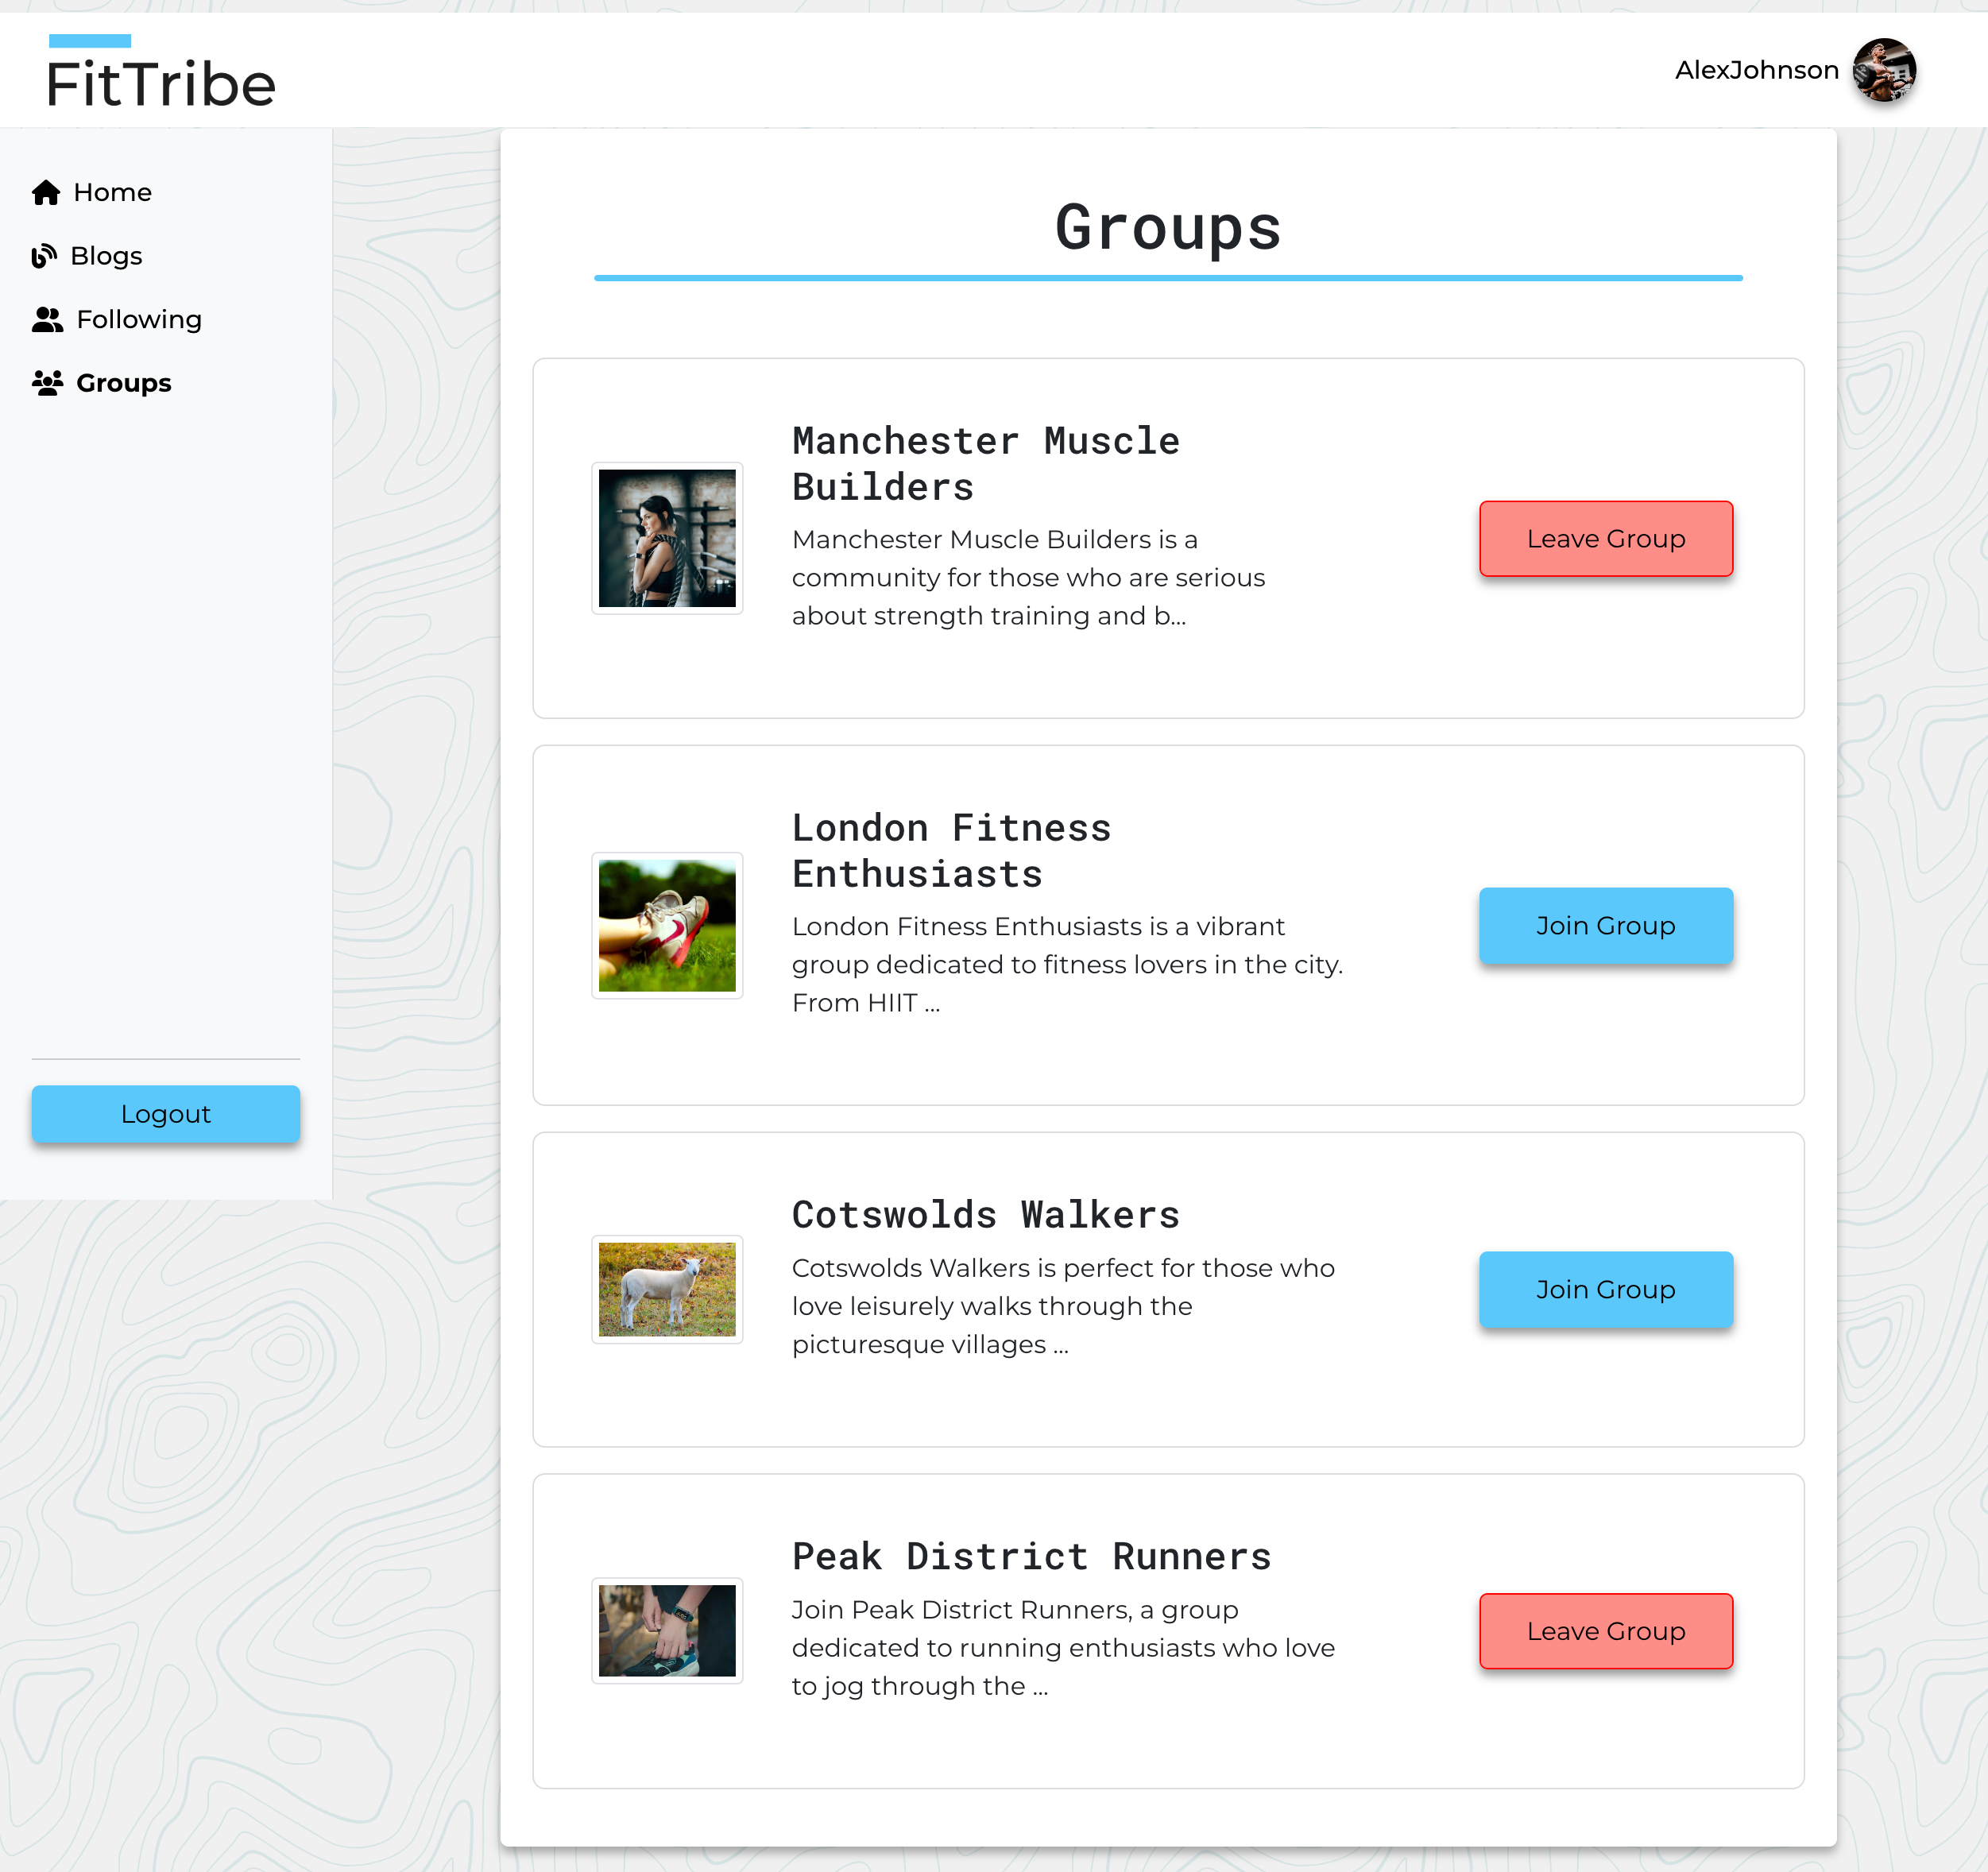 FitTribe
AlexJohnson
Home
Blogs
Following
Groups
Logout
Groups
Manchester Muscle
Builders
Manchester Muscle Builders is a
community for those who are serious
about strength training and b...
Leave Group
London Fitness
Enthusiasts
London Fitness Enthusiasts is a vibrant
group dedicated to fitness lovers in the city.
From HIIT ...
Join Group
Cotswolds Walkers
Cotswolds Walkers is perfect for those who
love leisurely walks through the
picturesque villages ...
Join Group
Peak District Runners
Join Peak District Runners, a group
dedicated to running enthusiasts who love
to jog through the ...
Leave Group